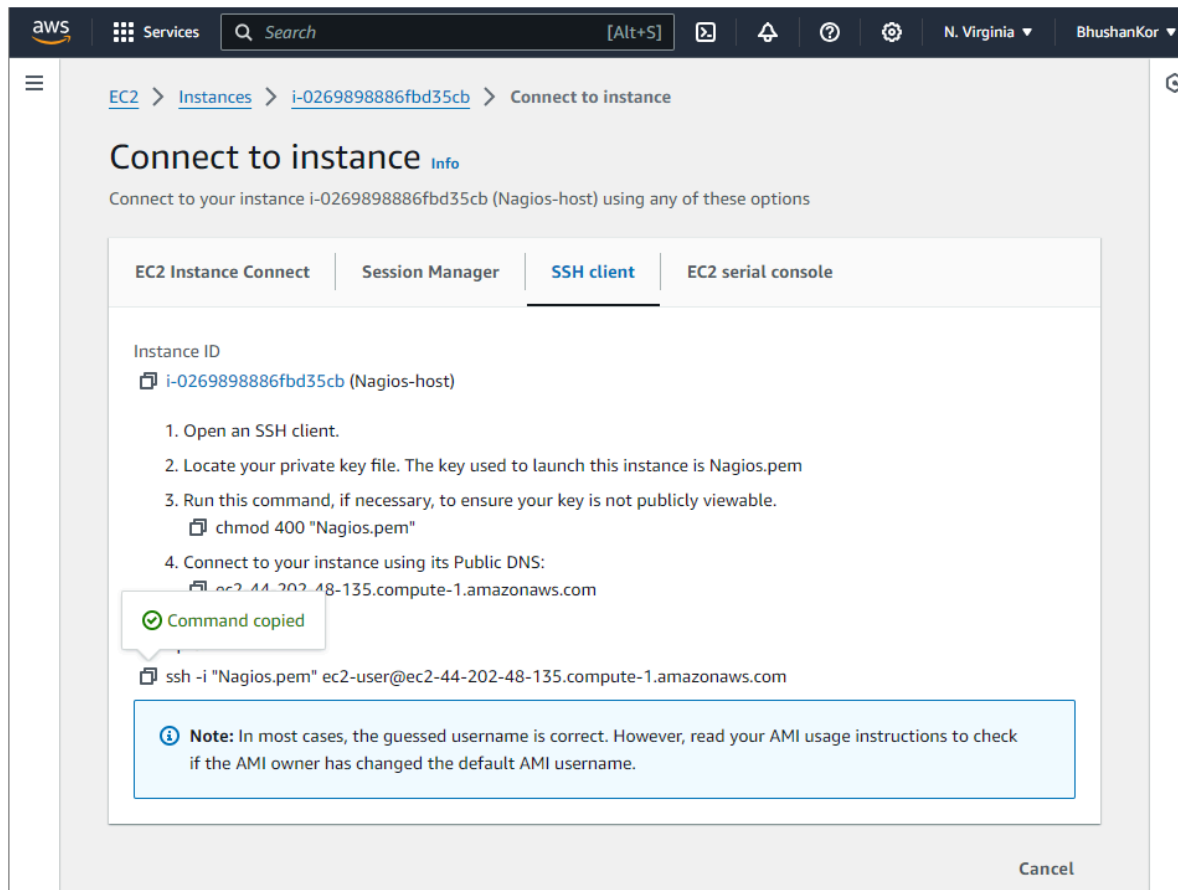 aws Services Search [Alt+S] N. Virginia BhushanKor
EC2 > Instances > i-0269898886fbd35cb > Connect to instance
Connect to instance Info
Connect to your instance i-0269898886fbd35cb (Nagios-host) using any of these options
EC2 Instance Connect Session Manager SSH client EC2 serial console
Instance ID
i-0269898886fbd35cb (Nagios-host)
1. Open an SSH client.
2. Locate your private key file. The key used to launch this instance is Nagios.pem
3. Run this command, if necessary, to ensure your key is not publicly viewable.
chmod 400 "Nagios.pem"
4. Connect to your instance using its Public DNS:
ec2-44-202-48-135.compute-1.amazonaws.com
Command copied
ssh -i "Nagios.pem" ec2-user@ec2-44-202-48-135.compute-1.amazonaws.com
Note: In most cases, the guessed username is correct. However, read your AMI usage instructions to check
if the AMI owner has changed the default AMI username.
Cancel